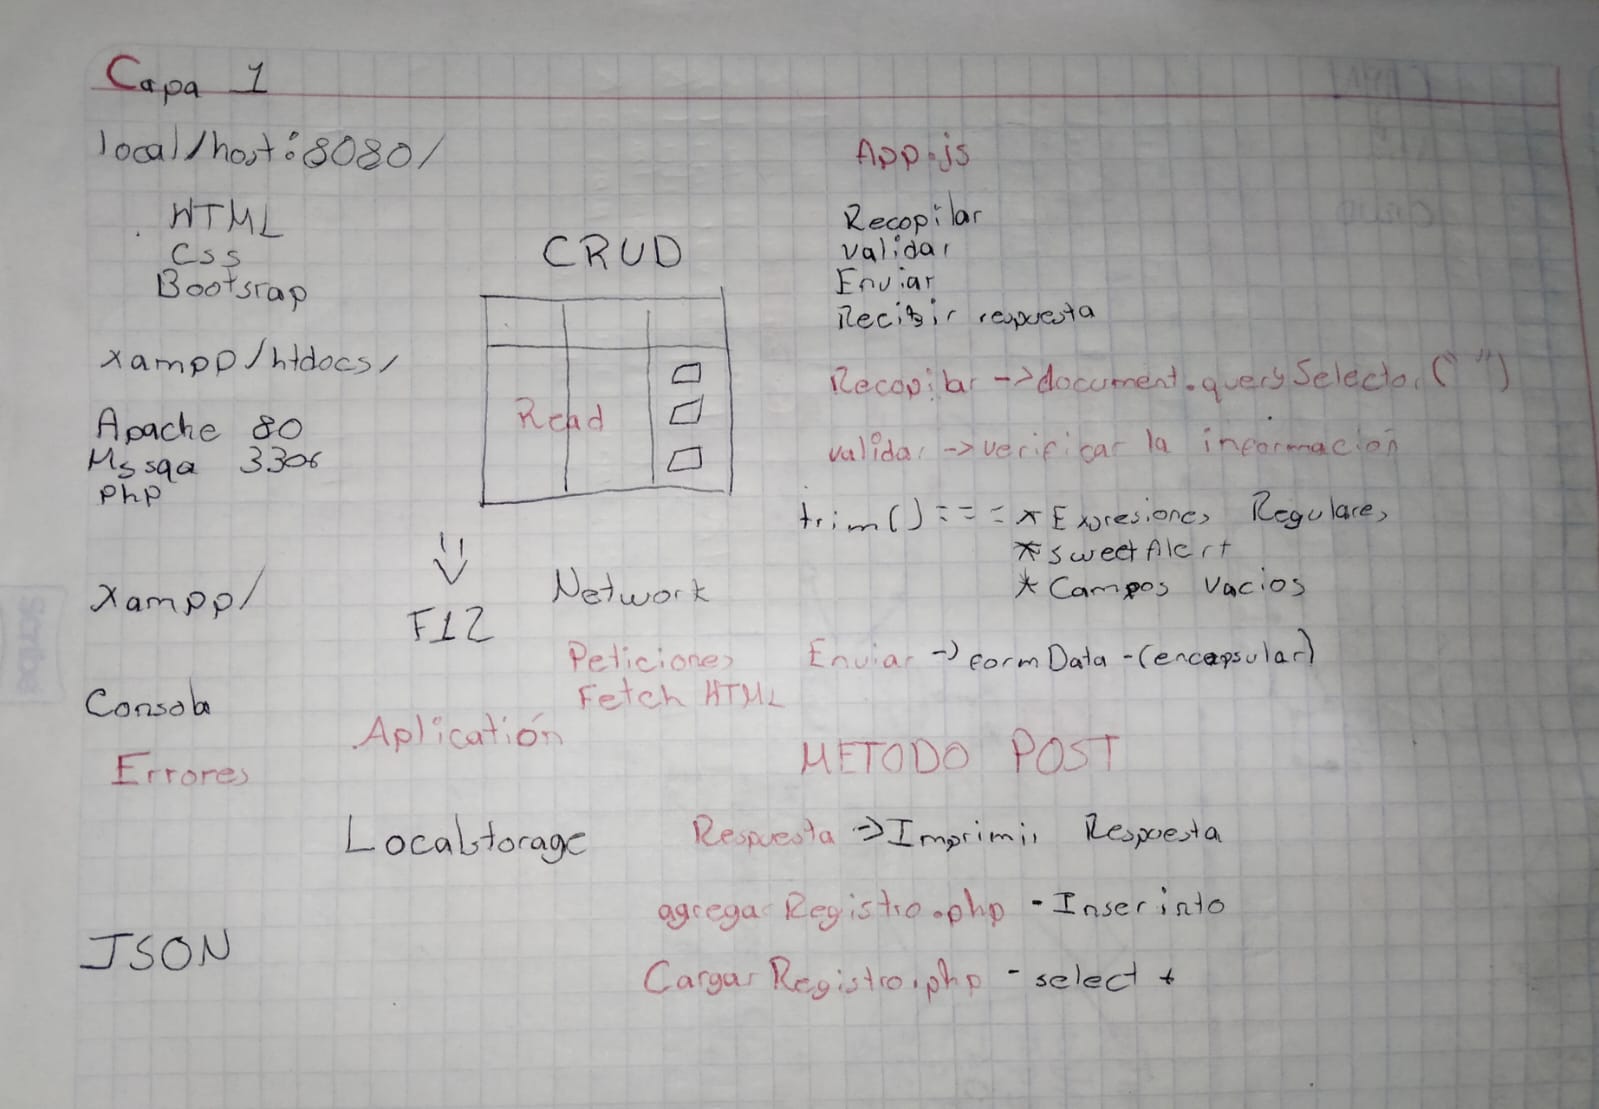 Capa 1
local/host:8080/
HTML
Css
Bootsrap
xampp/htdocs/
Apache 80
Mssqa 3306
php
xampp/
Consola
Errores
JSON
CRUD
Read
F12
Network
Peticiones
Fetch HTML
Aplicatión
Localstorage
App.js
Recopilar
validar
Enviar
Recibir respuesta
Recopilar -> document.querySelector(" ")
validar -> verificar la información
trim() === * Expresiones Regulares
* sweetAlert
* Campos vacios
Enviar -> formData - (encapsular)
METODO POST
Respuesta -> Imprimir Respuesta
agregarRegistro.php - Inser into
CargarRegistro.php - select *
Scribe